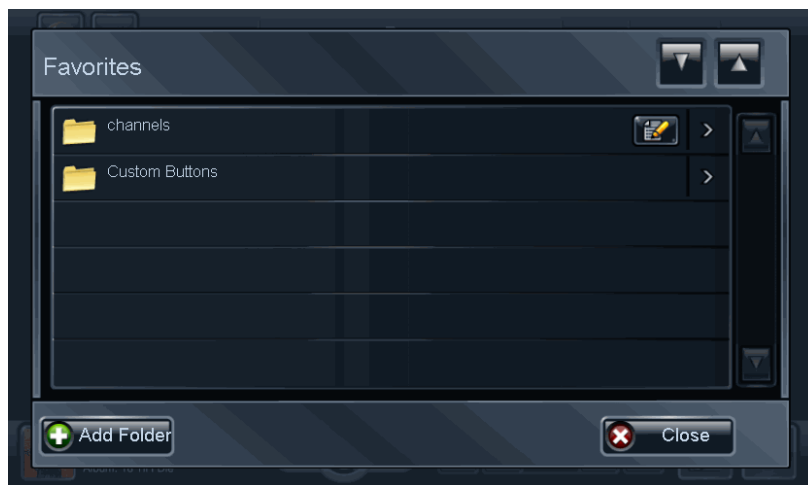 Favorites
channels
Custom Buttons
Add Folder
Close